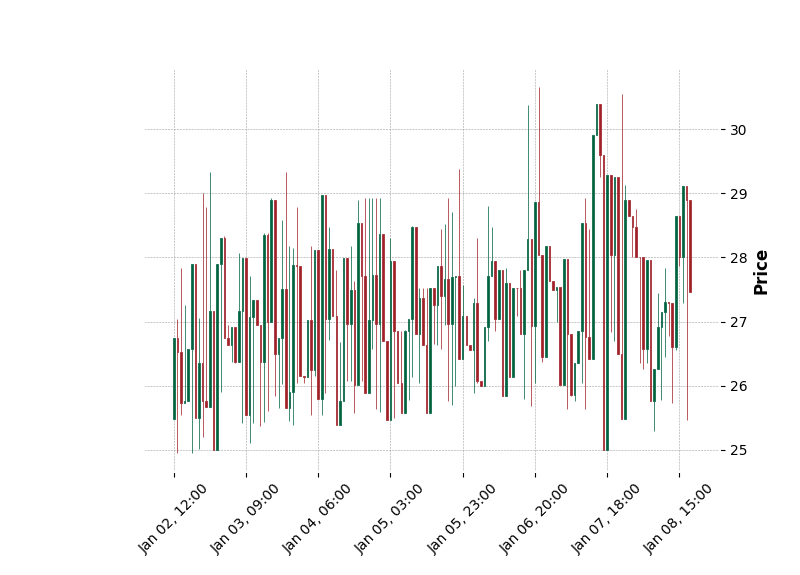 30
29
28
27
26
25
Price
Jan 02, 12:00
Jan 03, 09:00
Jan 04, 06:00
Jan 05, 03:00
Jan 05, 23:00
Jan 06, 20:00
Jan 07, 18:00
Jan 08, 15:00